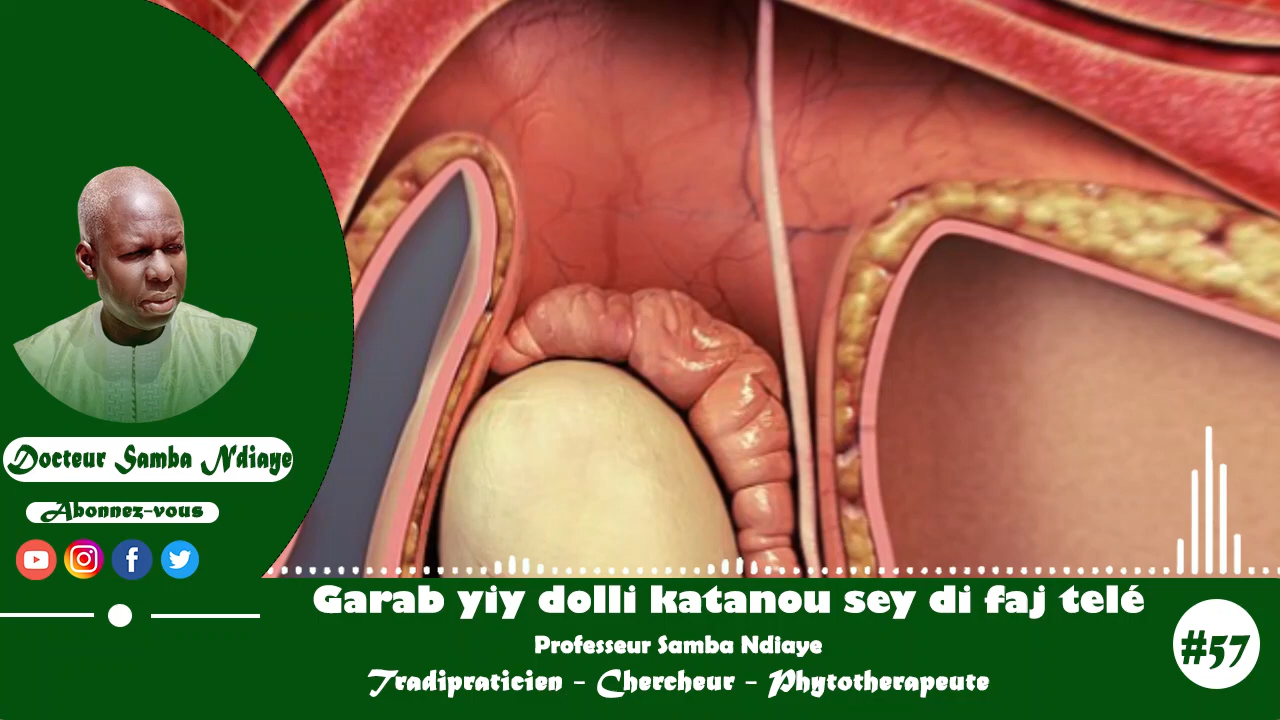 Docteur Samba N'diaye
Abonnez-vous
Garab yiy dolli katanou sey di faj telé
Professeur Samba Ndiaye
Tradipraticien - Chercheur - Phytotherapeute
#57